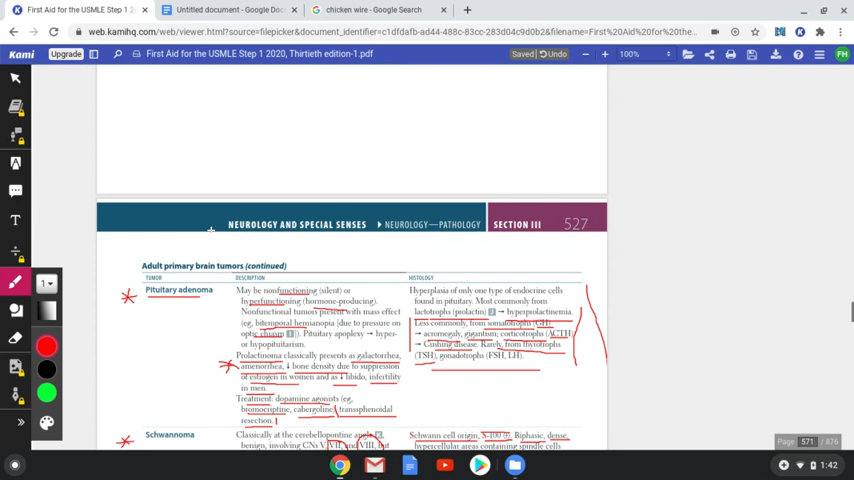 First Aid for the USMLE Step 1 2
Untitled document - Google Doc
chicken wire - Google Search
www.kamihq.com/web/viewer.html?source=filepicker&document_identifier=c1dfdafb-ad44-488c-83cc-283d04c9d0b2&filename=First%20Aid%20for%20the...
Kami
Upgrade
First Aid for the USMLE Step 1 2020, Thirtieth edition-1.pdf
Saved
Undo
100%
FH
NEUROLOGY AND SPECIAL SENSES
NEUROLOGY—PATHOLOGY
SECTION III
527
Adult primary brain tumors (continued)
TUMOR
DESCRIPTION
HISTOLOGY
Pituitary adenoma
May be nonfunctioning (silent) or
hyperfunctioning (hormone-producing).
Nonfunctional tumors present with mass effect
(eg, bitemporal hemianopia [due to pressure on
optic chiasm]). Pituitary apoplexy → hyper-
or hypopituitarism.
Prolactinoma classically presents as galactorrhea,
amenorrhea, ↓ bone density due to suppression
of estrogen in women and as ↓ libido, infertility
in men.
Treatment: dopamine agonists (eg,
bromocriptine, cabergoline), transsphenoidal
resection.
Hyperplasia of only one type of endocrine cells
found in pituitary. Most commonly from
lactotrophs (prolactin) J → hyperprolactinemia.
Less commonly, from somatotrophs (GH)
→ acromegaly, gigantism; corticotrophs (ACTH)
→ Cushing disease. Rarely, from thyrotrophs
(TSH), gonadotrophs (FSH, LH).
Schwannoma
Classically at the cerebellopontine angle K,
benign, involving CNs V, VII, and VIII, but
Schwann cell origin, S-100 ⊕. Biphasic, dense,
hypercellular areas containing spindle cells
Page 571 / 876
1:42